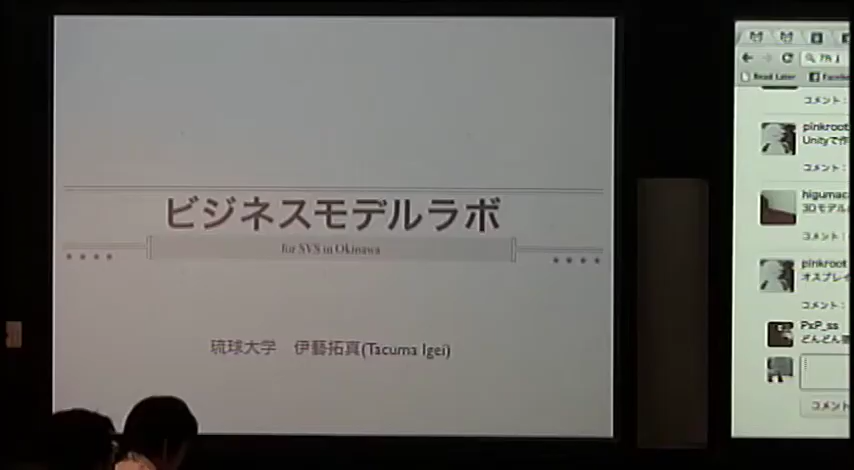 ビジネスモデルラボ
for SVS in Okinawa
琉球大学 伊藝拓真(Tacuma Igei)
Read Later
コメント:
pinkroot
Unityで作
コメント:
higumaca
3Dモデル
コメント:
pinkroot
オスプレイ
コメント:
PxP_ss
どんどん
コメント